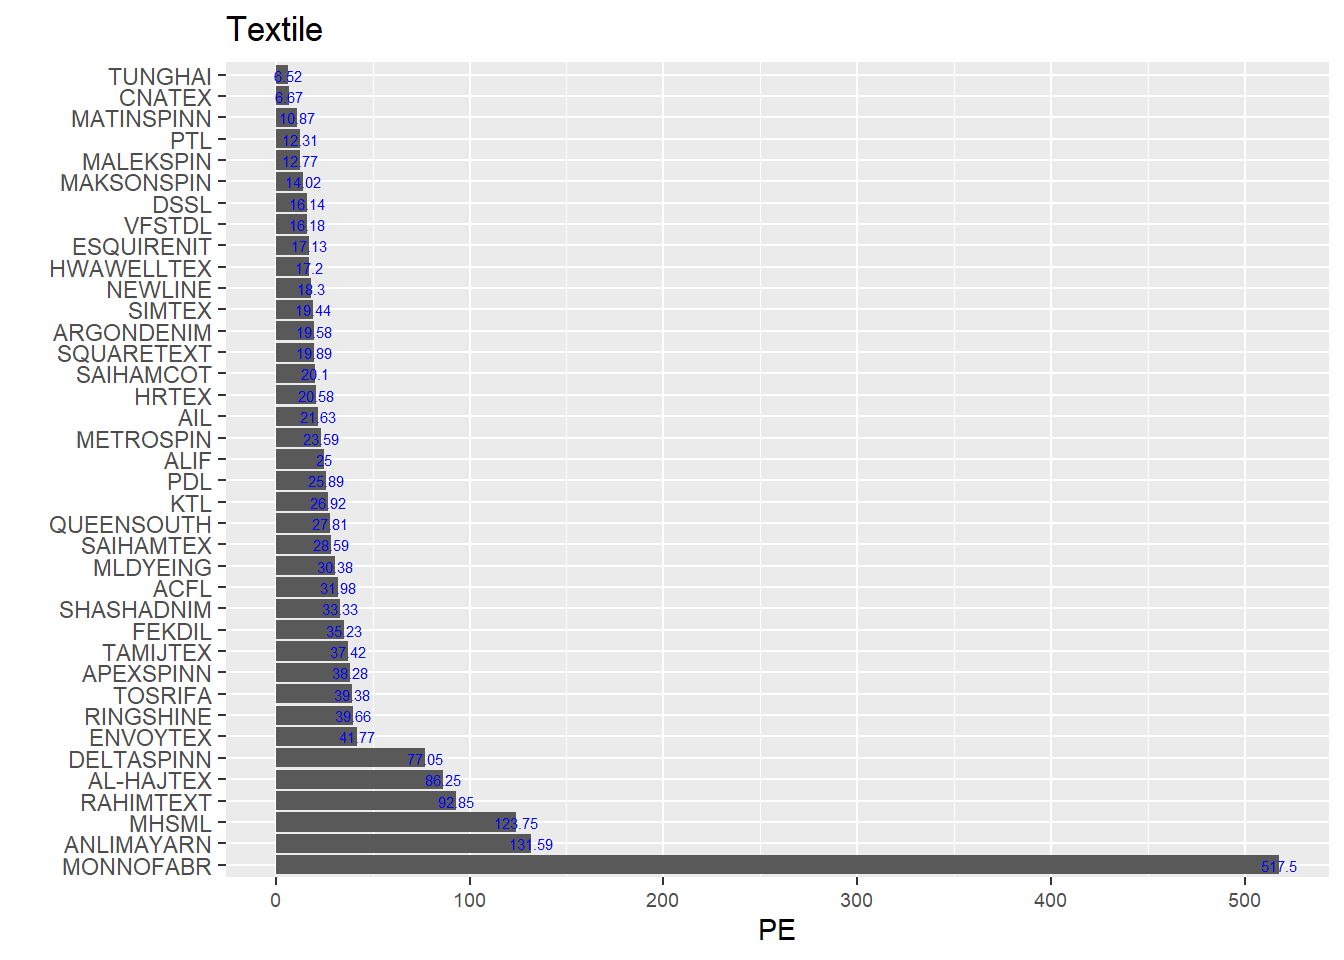 Textile
TUNGHAI 6.52
CNATEX 6.67
MATINSPINN 10.87
PTL 12.31
MALEKSPIN 12.77
MAKSONSPIN 14.02
DSSL 16.14
VFSTDL 16.18
ESQUIRENIT 17.13
HWAWELLTEX 17.2
NEWLINE 18.3
SIMTEX 19.44
ARGONDENIM 19.58
SQUARETEXT 19.89
SAIHAMCOT 20.1
HRTEX 20.58
AIL 21.63
METROSPIN 23.59
ALIF 25
PDL 25.89
KTL 26.92
QUEENSOUTH 27.81
SAIHAMTEX 28.59
MLDYEING 30.38
ACFL 31.98
SHASHADNIM 33.33
FEKDIL 35.23
TAMIJTEX 37.42
APEXSPINN 38.28
TOSRIFA 39.38
RINGSHINE 39.66
ENVOYTEX 41.77
DELTASPINN 77.05
AL-HAJTEX 86.25
RAHIMTEXT 92.85
MHSML 123.75
ANLIMAYARN 131.59
MONNOFABR 517.5
0 100 200 300 400 500
PE